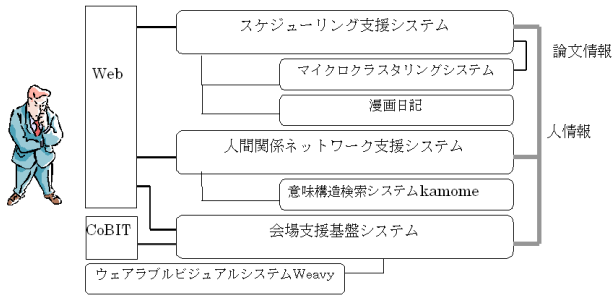 スケジューリング支援システム
Web
論文情報
マイクロクラスタリングシステム
漫画日記
人情報
人間関係ネットワーク支援システム
意味構造検索システムkamome
CoBIT
会場支援基盤システム
ウェアラブルビジュアルシステムWeavy